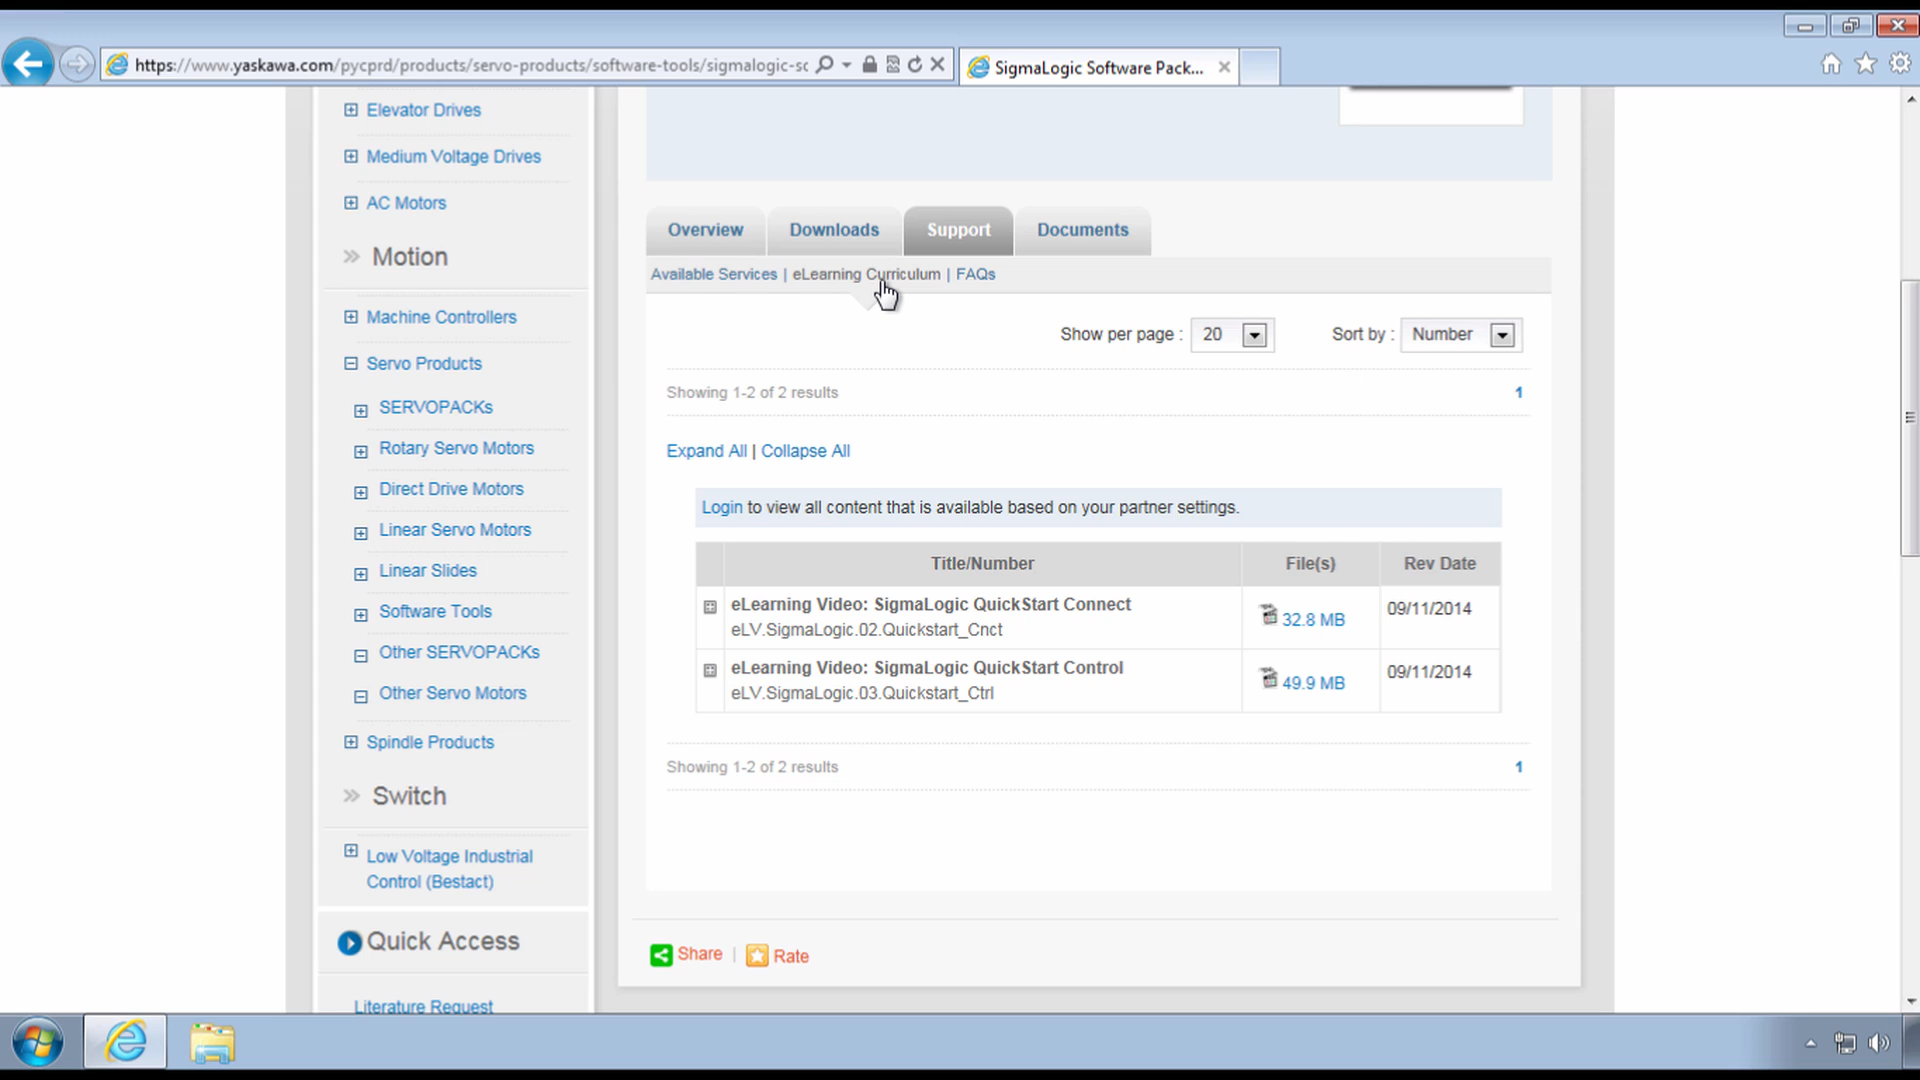 https://www.yaskawa.com/pycprd/products/servo-products/software-tools/sigmalogic-sc
SigmaLogic Software Pack...
Elevator Drives
Medium Voltage Drives
AC Motors
Motion
Machine Controllers
Servo Products
SERVOPACKs
Rotary Servo Motors
Direct Drive Motors
Linear Servo Motors
Linear Slides
Software Tools
Other SERVOPACKs
Other Servo Motors
Spindle Products
Switch
Low Voltage Industrial
Control (Bestact)
Quick Access
Literature Request
Overview Downloads Support Documents
Available Services | eLearning Curriculum | FAQs
Show per page : 20 Sort by : Number
Showing 1-2 of 2 results 1
Expand All | Collapse All
Login to view all content that is available based on your partner settings.
Title/Number File(s) Rev Date
eLearning Video: SigmaLogic QuickStart Connect
eLV.SigmaLogic.02.Quickstart_Cnct
32.8 MB 09/11/2014
eLearning Video: SigmaLogic QuickStart Control
eLV.SigmaLogic.03.Quickstart_Ctrl
49.9 MB 09/11/2014
Showing 1-2 of 2 results 1
Share | Rate